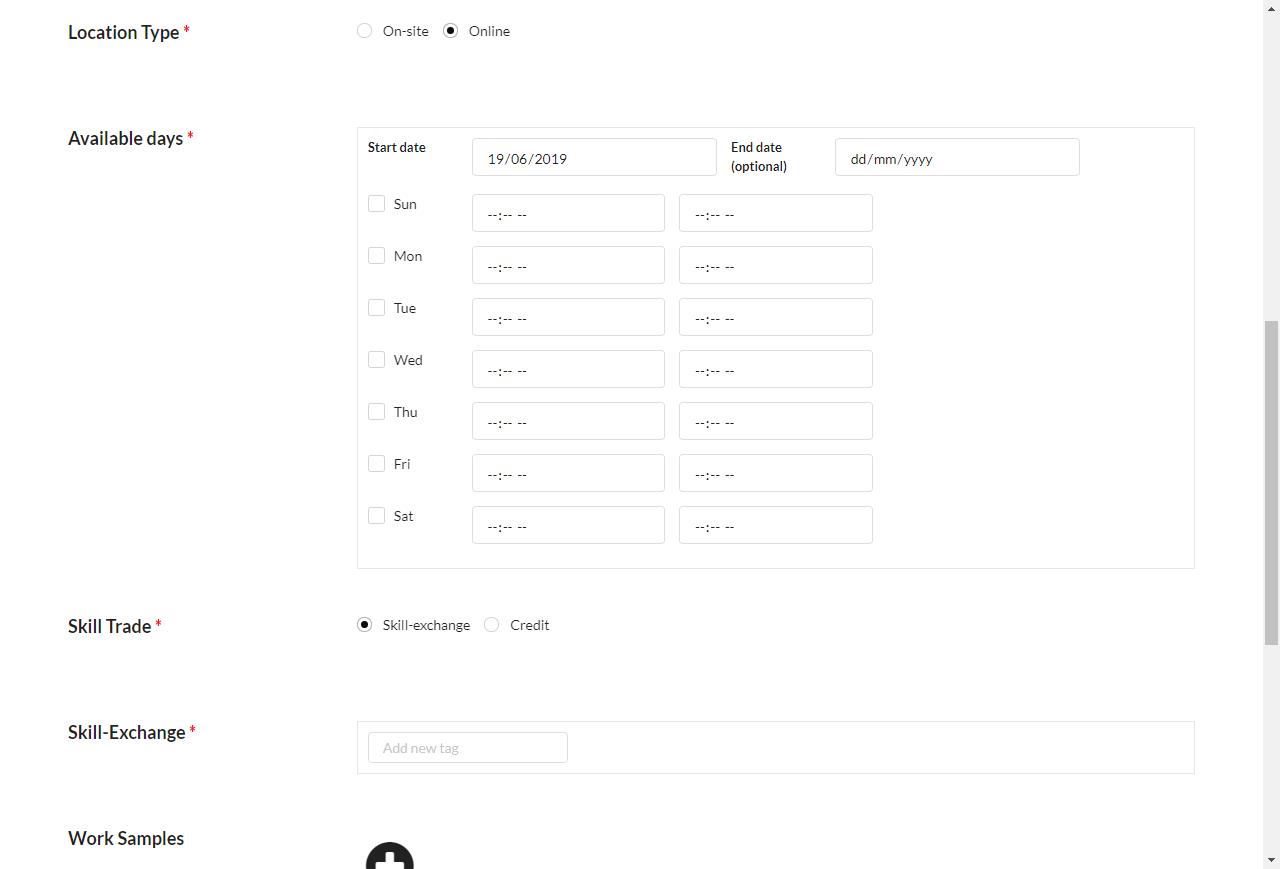 Location Type * On-site Online
Available days * Start date 19/06/2019 End date (optional) dd/mm/yyyy
Sun --:-- -- --:-- --
Mon --:-- -- --:-- --
Tue --:-- -- --:-- --
Wed --:-- -- --:-- --
Thu --:-- -- --:-- --
Fri --:-- -- --:-- --
Sat --:-- -- --:-- --
Skill Trade * Skill-exchange Credit
Skill-Exchange * Add new tag
Work Samples